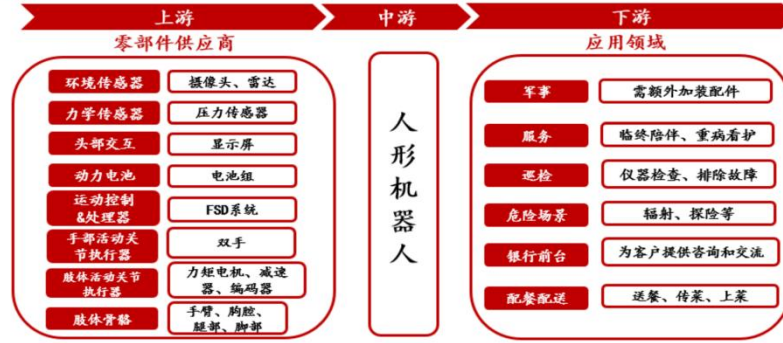 上游
中游
下游
零部件供应商
应用领域
环境传感器
摄像头、雷达
力学传感器
压力传感器
头部交互
显示屏
动力电池
电池组
运动控制
&处理器
FSD系统
手部活动关
节执行器
双手
肢体活动关节
执行器
力矩电机、减速
器、编码器
肢体骨骼
手臂、胸腔、
腿部、脚部
人形机器人
军事
需额外加装配件
服务
临终陪伴、重病看护
巡检
仪器检查、排除故障
危险场景
辐射、探险等
银行前台
为客户提供咨询和交流
配餐配送
送餐、传菜、上菜